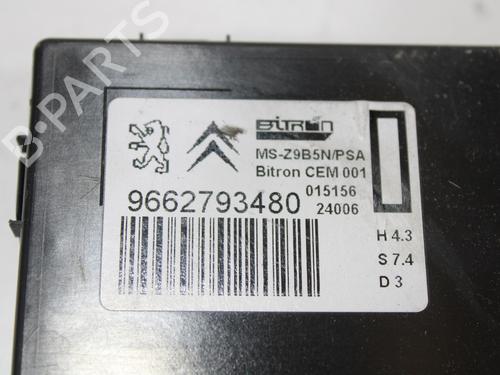 BITRON
MS-Z9B5N/PSA
Bitron CEM 001
015156
9662793480
24006
H 4.3
S 7.4
D 3
B-PARTS